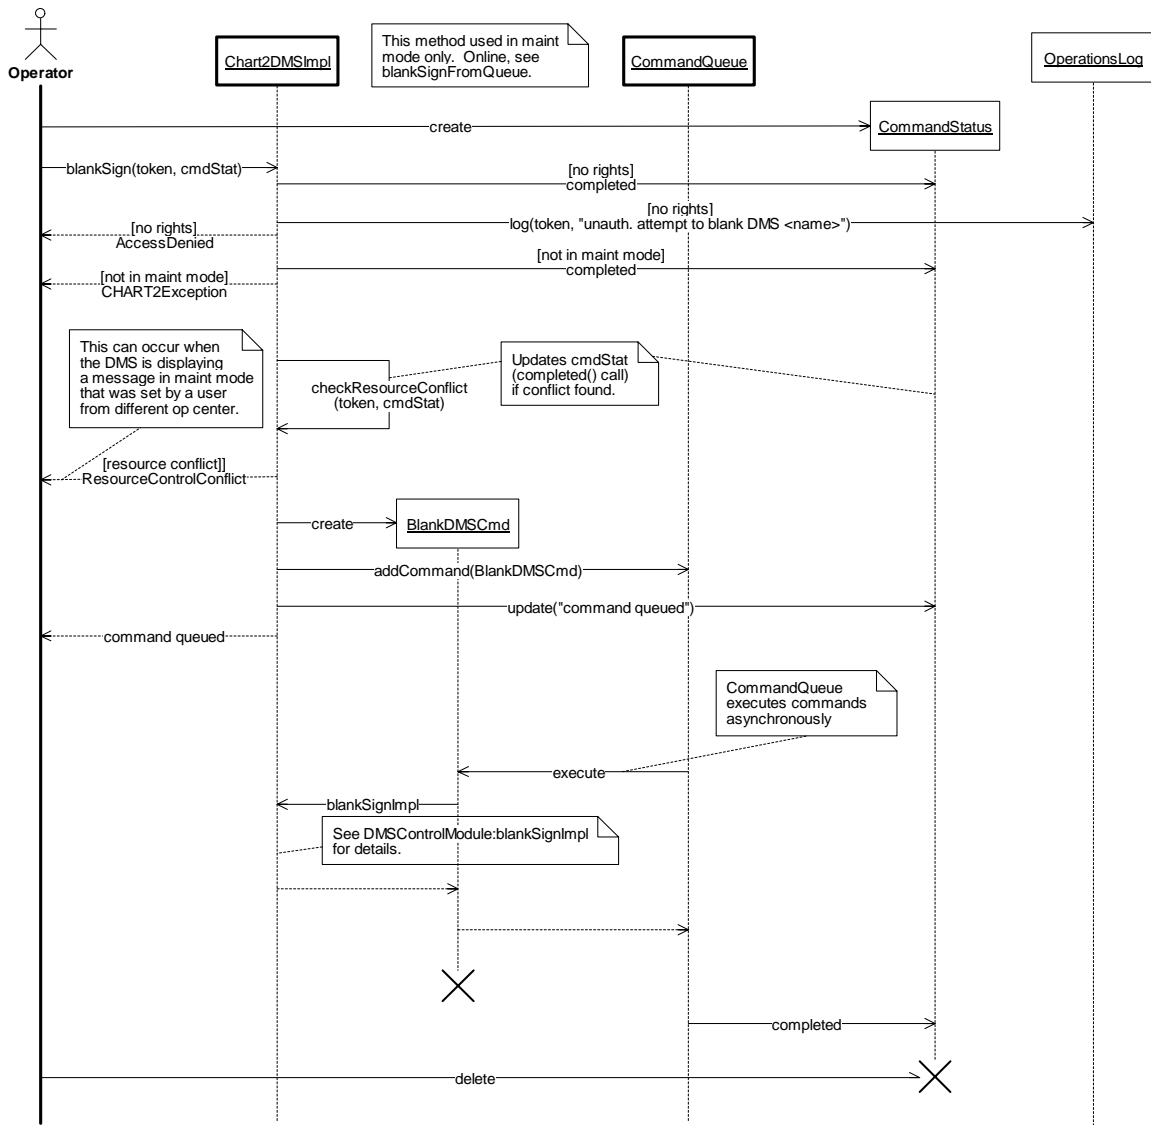 Operator
Chart2DMSImpl
This method used in maint
mode only. Online, see
blankSignFromQueue.
CommandQueue
OperationsLog
create
CommandStatus
blankSign(token, cmdStat)
[no rights]
completed
[no rights]
log(token, "unauth. attempt to blank DMS <name>")
[no rights]
AccessDenied
[not in maint mode]
completed
[not in maint mode]
CHART2Exception
This can occur when
the DMS is displaying
a message in maint mode
that was set by a user
from different op center.
checkResourceConflict
(token, cmdStat)
Updates cmdStat
(completed() call)
if conflict found.
[resource conflict]]
ResourceControlConflict
create
BlankDMSCmd
addCommand(BlankDMSCmd)
update("command queued")
command queued
CommandQueue
executes commands
asynchronously
execute
blankSignImpl
See DMSControlModule:blankSignImpl
for details.
completed
delete